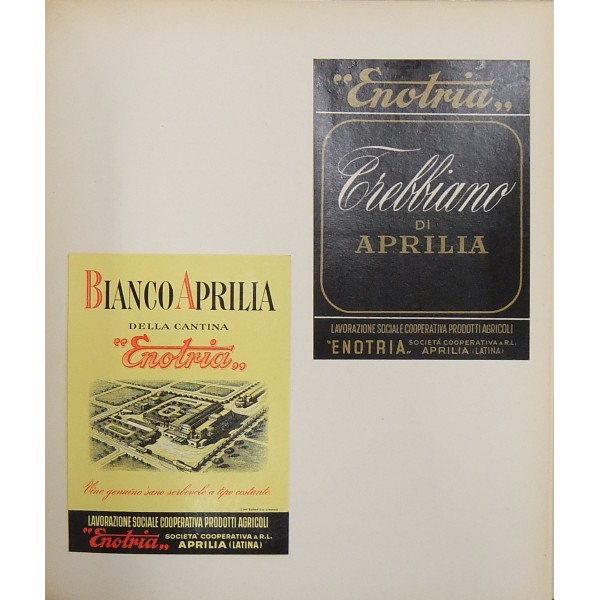 "Enotria„
Trebbiano
DI
APRILIA
LAVORAZIONE SOCIALE COOPERATIVA PRODOTTI AGRICOLI
"ENOTRIA„ SOCIETÀ COOPERATIVA A R.L.
APRILIA (LATINA)
BIANCO APRILIA
DELLA CANTINA
"Enotria„
Vino genuino sano serbevole a tipo costante.
LAVORAZIONE SOCIALE COOPERATIVA PRODOTTI AGRICOLI
"Enotria„ SOCIETA' COOPERATIVA A R.L.
APRILIA (LATINA)